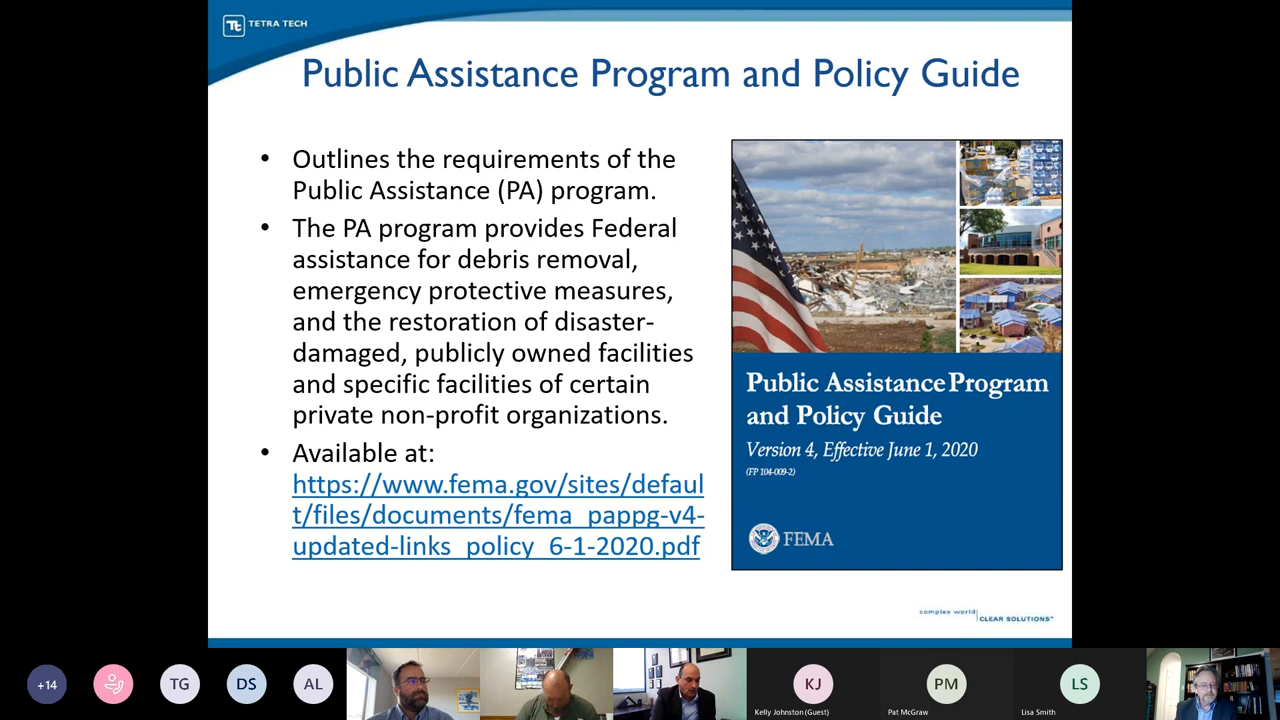 TETRA TECH
Public Assistance Program and Policy Guide
• Outlines the requirements of the
Public Assistance (PA) program.
• The PA program provides Federal
assistance for debris removal,
emergency protective measures,
and the restoration of disaster-
damaged, publicly owned facilities
and specific facilities of certain
private non-profit organizations.
• Available at:
https://www.fema.gov/sites/defaul
t/files/documents/fema_pappg-v4-
updated-links_policy_6-1-2020.pdf
Public Assistance Program
and Policy Guide
Version 4, Effective June 1, 2020
(FP 104-009-2)
FEMA
complex world
CLEAR SOLUTIONS™
+14
TG
DS
AL
KJ
Kelly Johnston (Guest)
PM
Pat McGraw
LS
Lisa Smith